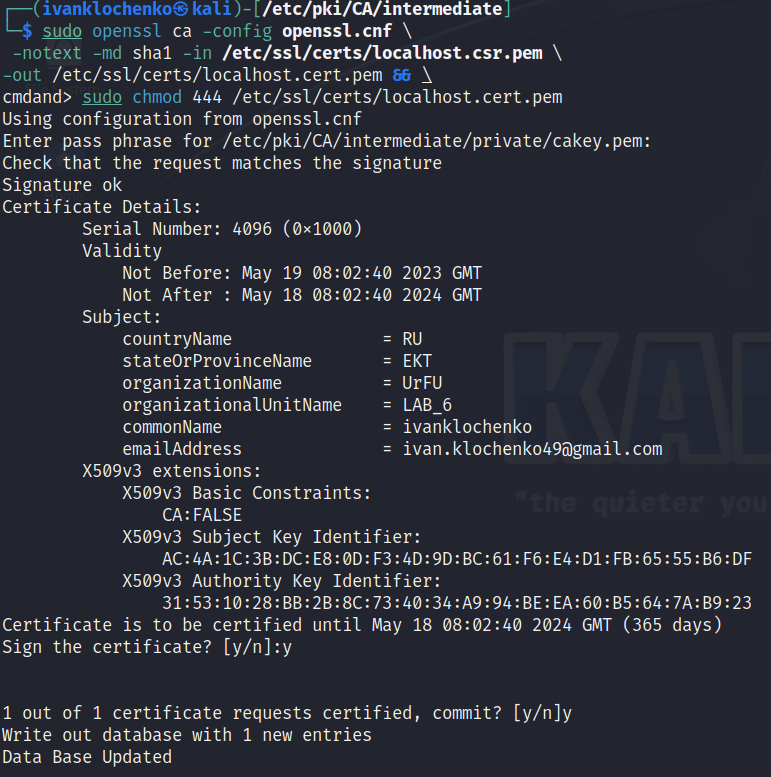 ┌──(ivanklochenko㉿kali)-[/etc/pki/CA/intermediate]
└─$ sudo openssl ca -config openssl.cnf \
 -notext -md sha1 -in /etc/ssl/certs/localhost.csr.pem \
-out /etc/ssl/certs/localhost.cert.pem && \
cmdand> sudo chmod 444 /etc/ssl/certs/localhost.cert.pem
Using configuration from openssl.cnf
Enter pass phrase for /etc/pki/CA/intermediate/private/cakey.pem:
Check that the request matches the signature
Signature ok
Certificate Details:
        Serial Number: 4096 (0×1000)
        Validity
            Not Before: May 19 08:02:40 2023 GMT
            Not After : May 18 08:02:40 2024 GMT
        Subject:
            countryName               = RU
            stateOrProvinceName       = EKT
            organizationName          = UrFU
            organizationalUnitName    = LAB_6
            commonName                = ivanklochenko
            emailAddress              = ivan.klochenko49@gmail.com
        X509v3 extensions:
            X509v3 Basic Constraints:
                CA:FALSE
            X509v3 Subject Key Identifier:
                AC:4A:1C:3B:DC:E8:0D:F3:4D:9D:BC:61:F6:E4:D1:FB:65:55:B6:DF
            X509v3 Authority Key Identifier:
                31:53:10:28:BB:2B:8C:73:40:34:A9:94:BE:EA:60:B5:64:7A:B9:23
Certificate is to be certified until May 18 08:02:40 2024 GMT (365 days)
Sign the certificate? [y/n]:y
1 out of 1 certificate requests certified, commit? [y/n]y
Write out database with 1 new entries
Data Base Updated
KA
"the quieter you